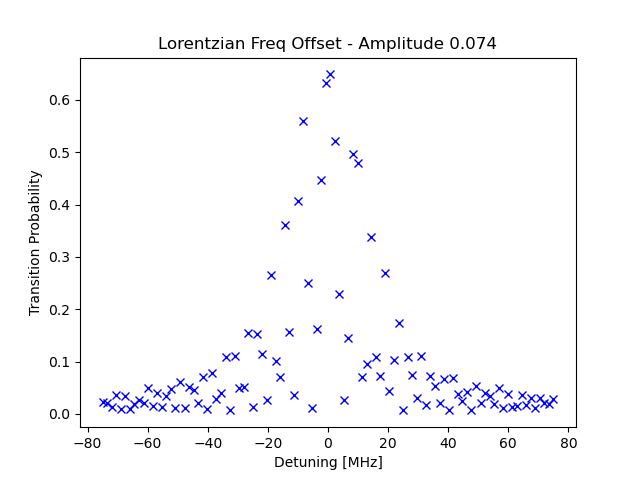 Lorentzian Freq Offset - Amplitude 0.074
Transition Probability
0.6
0.5
0.4
0.3
0.2
0.1
0.0
−80 −60 −40 −20 0 20 40 60 80
Detuning [MHz]